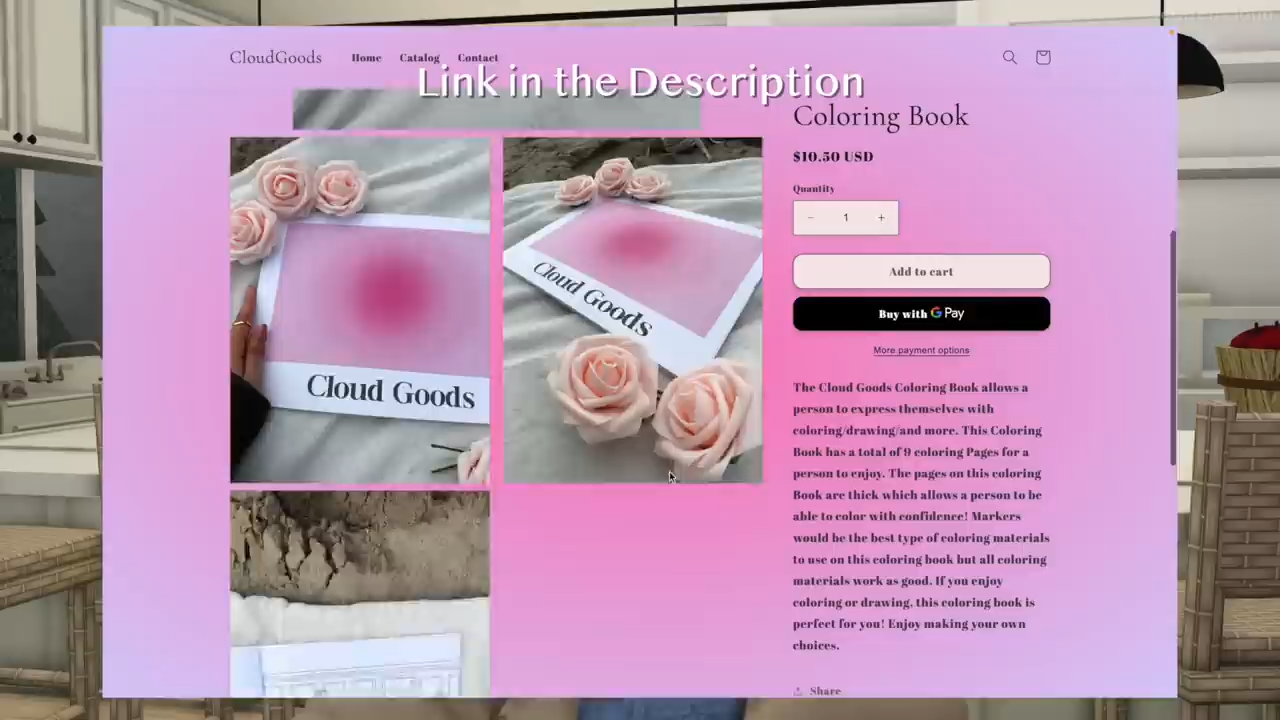 CloudGoods
Home Catalog Contact
Link in the Description
Coloring Book
$10.50 USD
Quantity
− 1 +
Add to cart
Buy with G Pay
More payment options
The Cloud Goods Coloring Book allows a
person to express themselves with
coloring/drawing/and more. This Coloring
Book has a total of 9 coloring Pages for a
person to enjoy. The pages on this coloring
Book are thick which allows a person to be
able to color with confidence! Markers
would be the best type of coloring materials
to use on this coloring book but all coloring
materials work as good. If you enjoy
coloring or drawing, this coloring book is
perfect for you! Enjoy making your own
choices.
Share
Cloud Goods
Cloud Goods